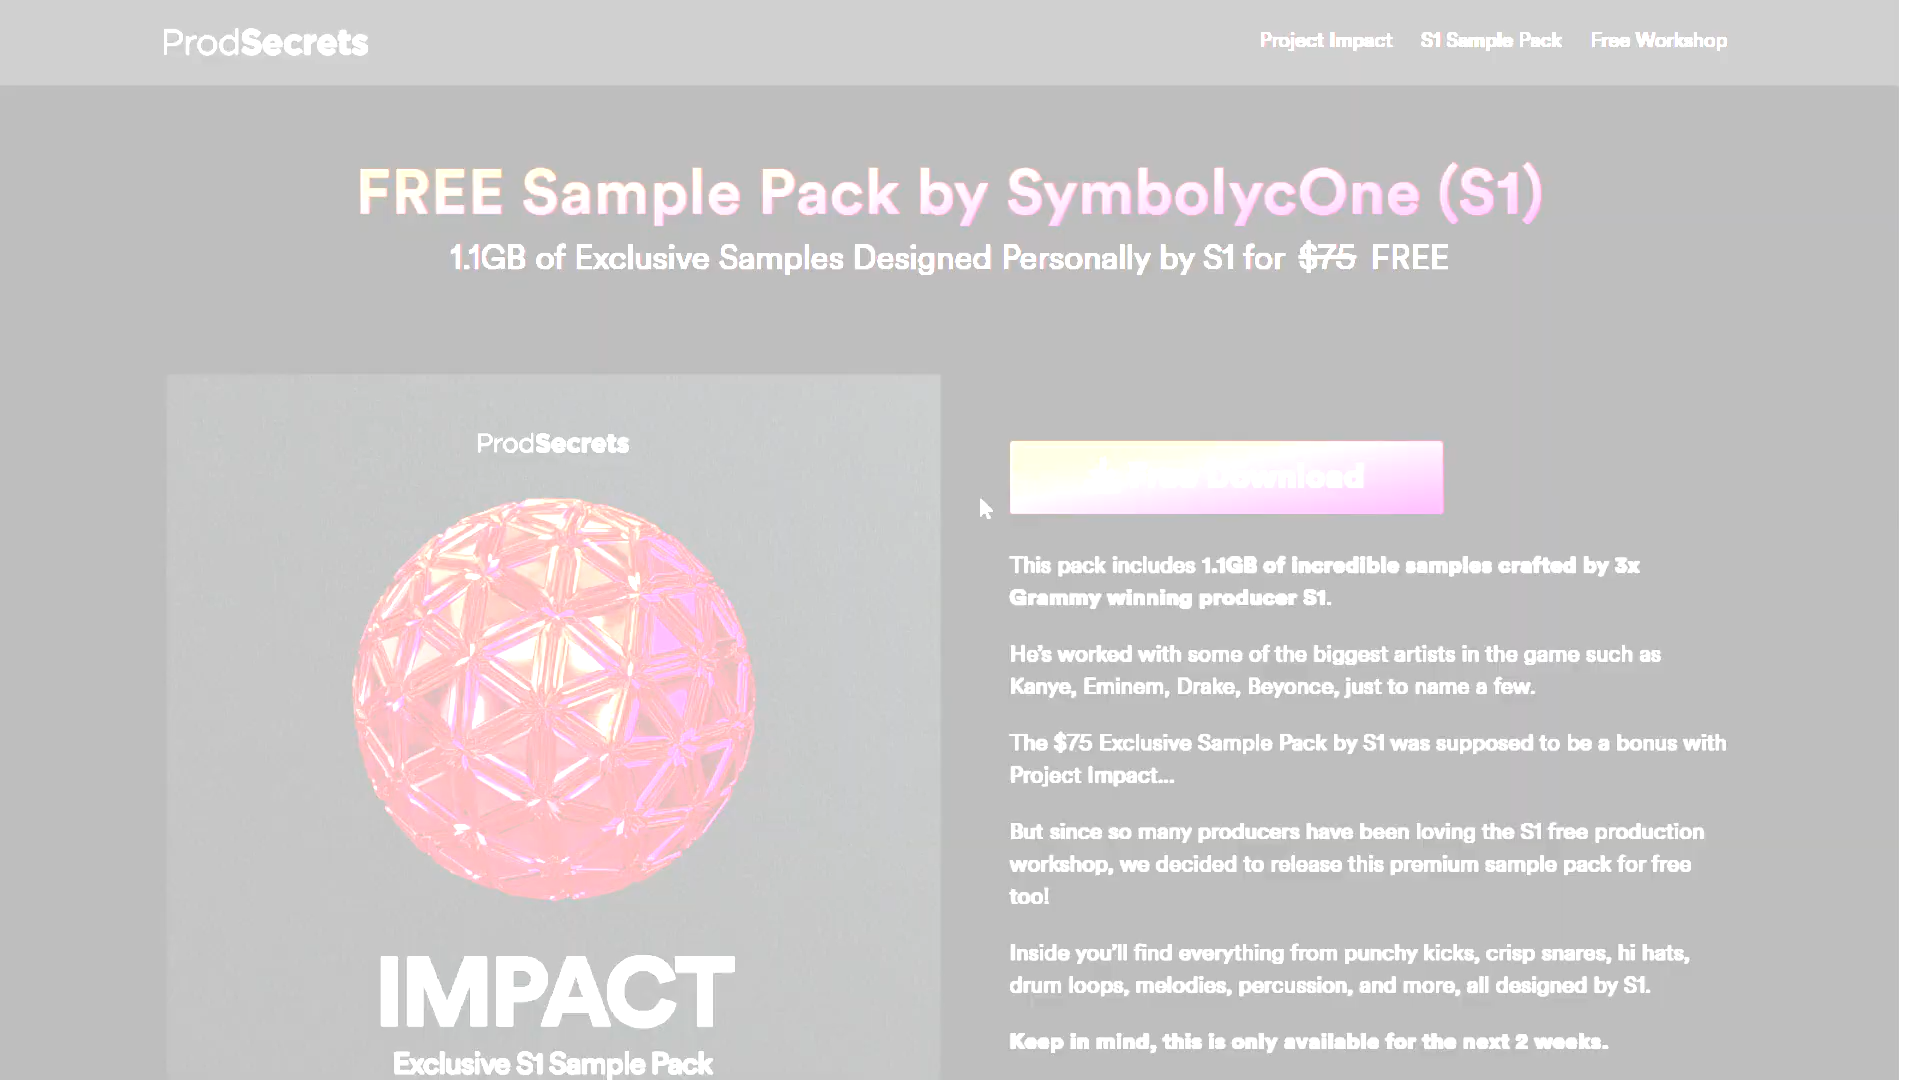 ProdSecrets
Project Impact S1 Sample Pack Free Workshop
FREE Sample Pack by SymbolycOne (S1)
1.1GB of Exclusive Samples Designed Personally by S1 for $75 FREE
ProdSecrets
IMPACT
Exclusive S1 Sample Pack
Free Download
This pack includes 1.1GB of incredible samples crafted by 3x
Grammy winning producer S1.
He's worked with some of the biggest artists in the game such as
Kanye, Eminem, Drake, Beyonce, just to name a few.
The $75 Exclusive Sample Pack by S1 was supposed to be a bonus with
Project Impact...
But since so many producers have been loving the S1 free production
workshop, we decided to release this premium sample pack for free
too!
Inside you'll find everything from punchy kicks, crisp snares, hi hats,
drum loops, melodies, percussion, and more, all designed by S1.
Keep in mind, this is only available for the next 2 weeks.